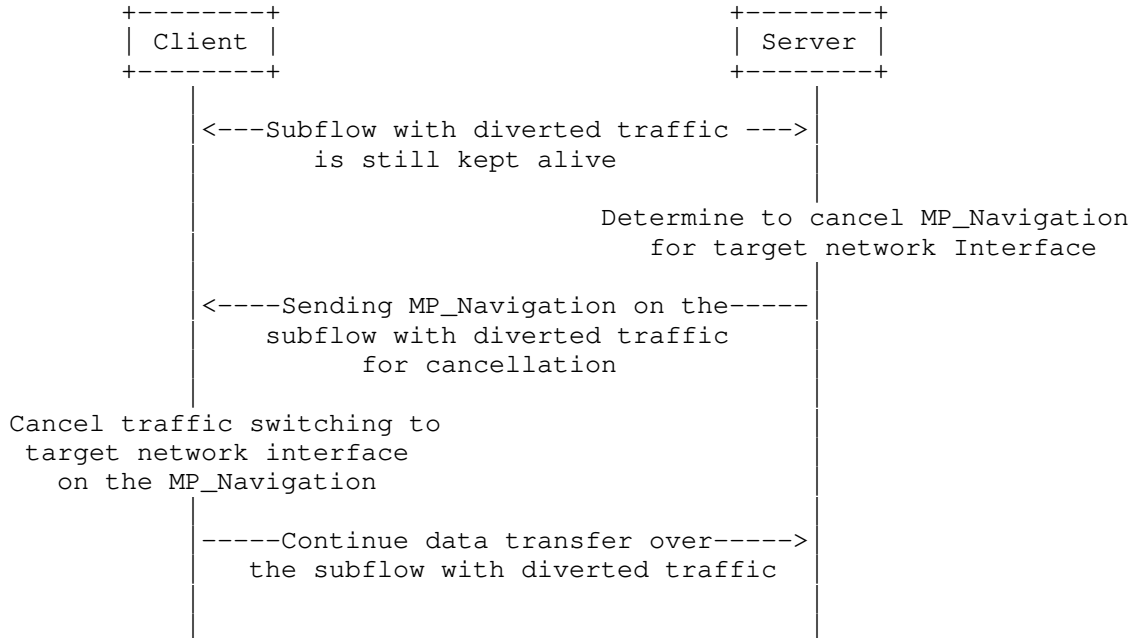 +--------+ +--------+
| Client | | Server |
+--------+ +--------+
<---Subflow with diverted traffic --->
is still kept alive
Determine to cancel MP_Navigation
for target network Interface
<----Sending MP_Navigation on the-----
subflow with diverted traffic
for cancellation
Cancel traffic switching to
target network interface
on the MP_Navigation
-----Continue data transfer over----->
the subflow with diverted traffic